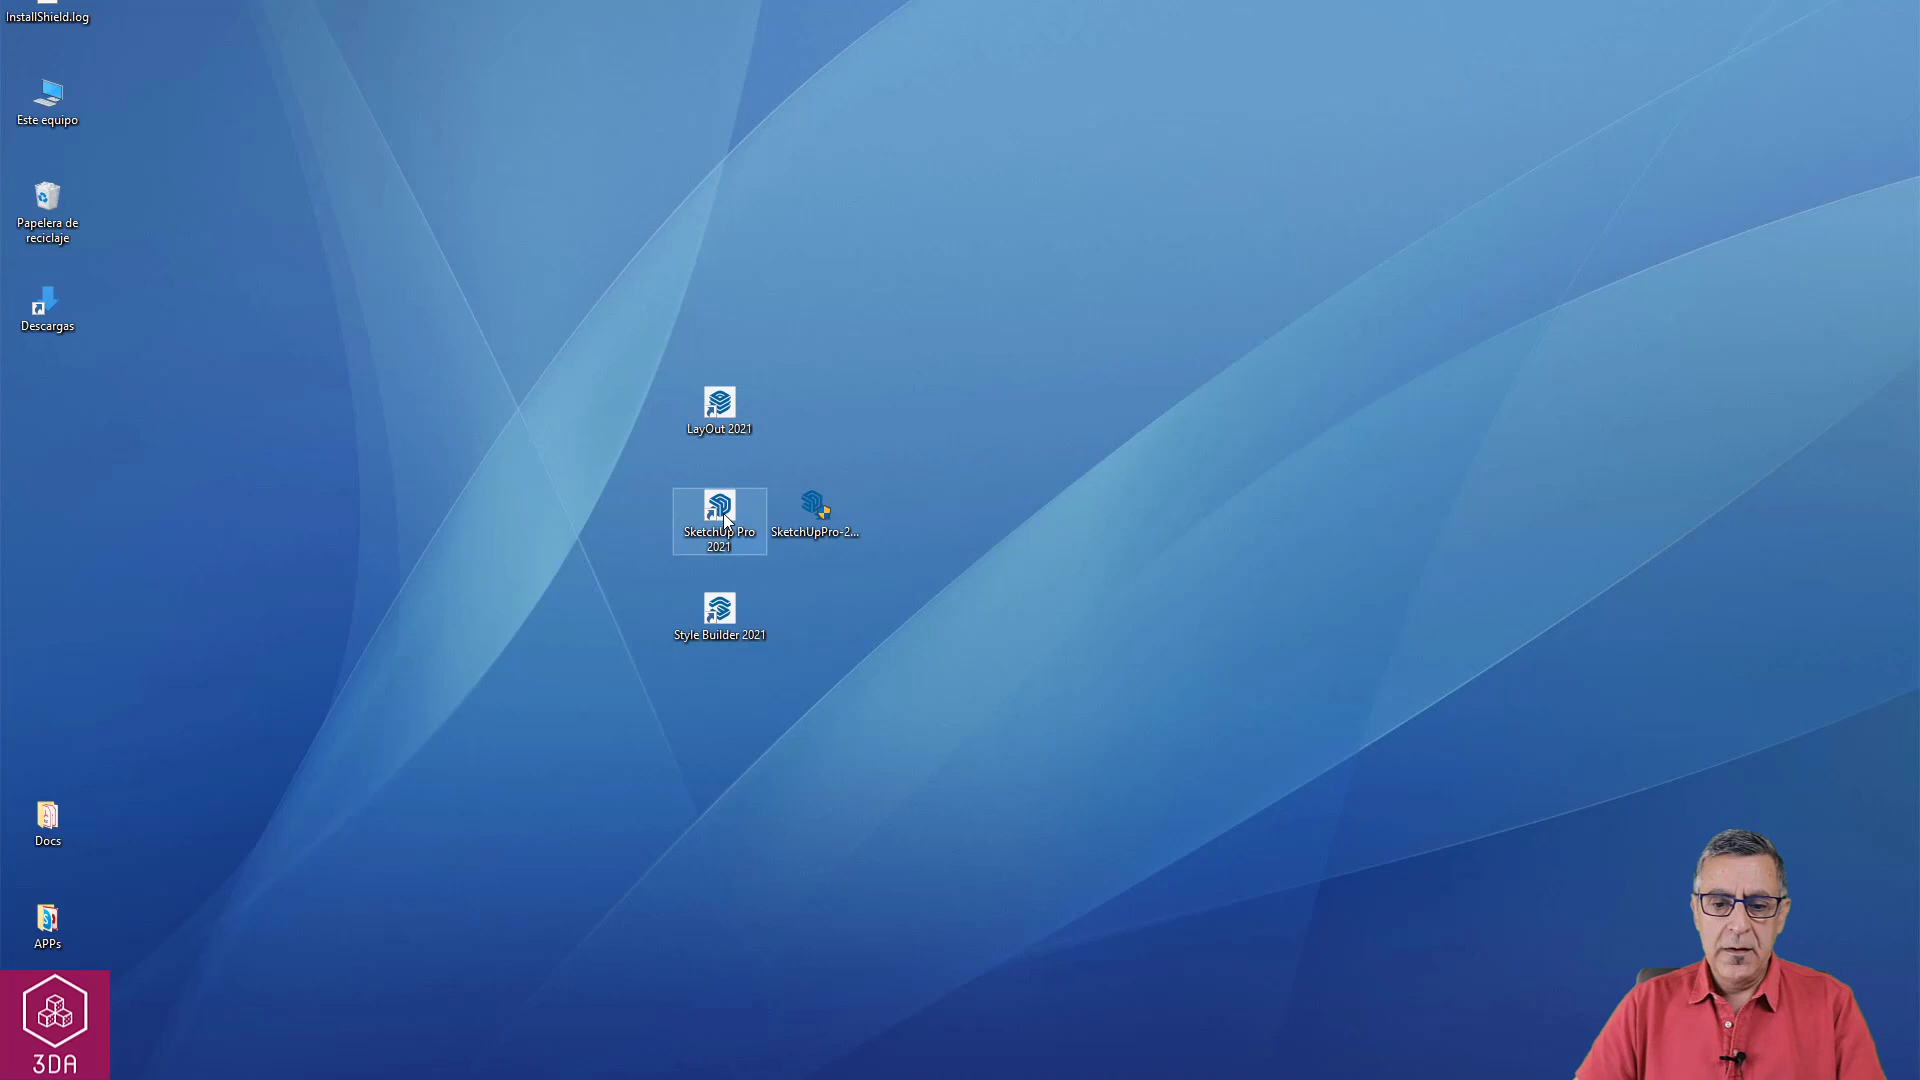 InstallShield.log
Este equipo
Papelera de
reciclaje
Descargas
LayOut 2021
SketchUp Pro
2021
SketchUpPro-2...
Style Builder 2021
Docs
APPs
3DA